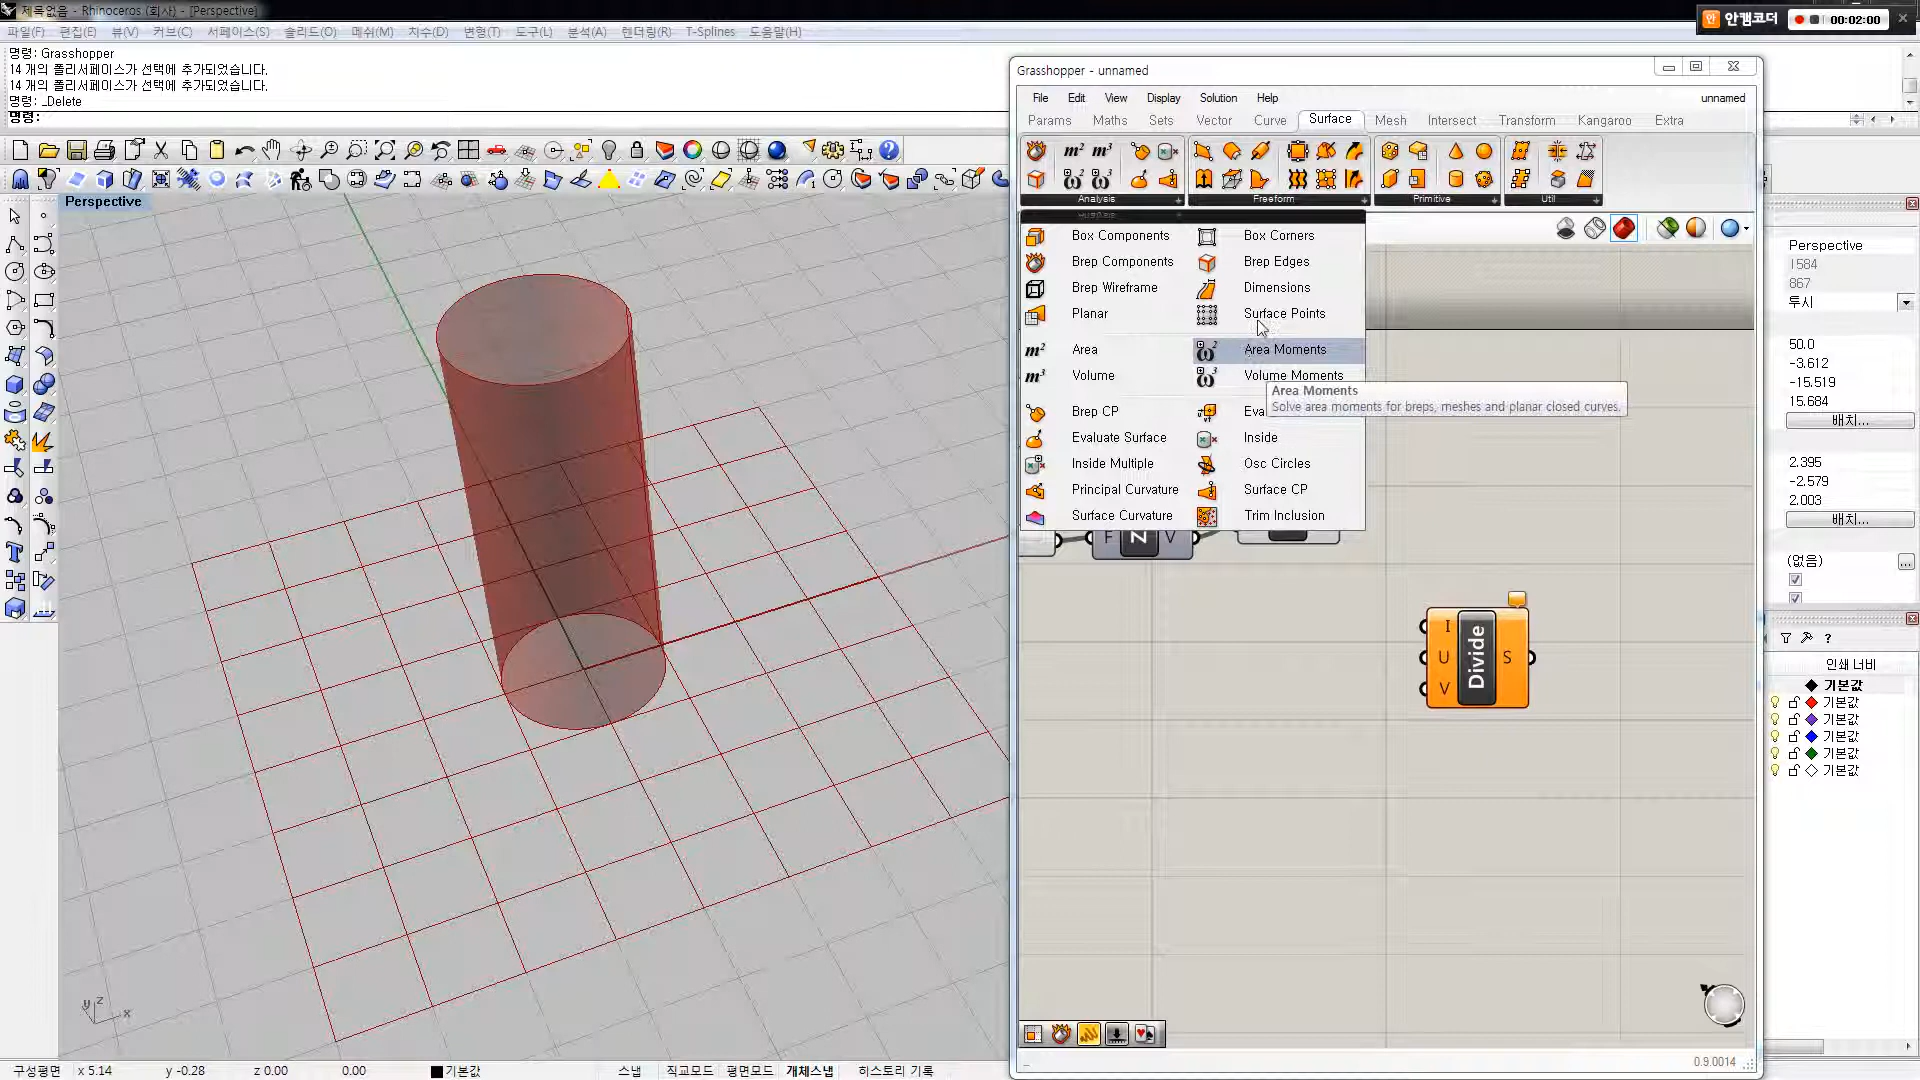 제목없음 - Rhinoceros (회사) - [Perspective]
안캠코더
00:02:00
파일(F) 편집(E) 뷰(V) 커브(C) 서페이스(S) 솔리드(O) 메쉬(M) 치수(D) 변형(T) 도구(L) 분석(A) 렌더링(R) T-Splines 도움말(H)
명령: Grasshopper
14 개의 폴리서페이스가 선택에 추가되었습니다.
14 개의 폴리서페이스가 선택에 추가되었습니다.
명령: _Delete
명령:
Grasshopper - unnamed
File Edit View Display Solution Help
unnamed
Params Maths Sets Vector Curve Surface Mesh Intersect Transform Kangaroo Extra
Analysis Freeform Primitive Util
Perspective
Box Components Box Corners
Brep Components Brep Edges
Brep Wireframe Dimensions
Planar Surface Points
Area Area Moments
Volume Volume Moments
Area Moments
Solve area moments for breps, meshes and planar closed curves.
Brep CP Eva
Evaluate Surface Inside
Inside Multiple Osc Circles
Principal Curvature Surface CP
Surface Curvature Trim Inclusion
F Z V
I
U Divide S
V
Perspective
1584
867
투시
50.0
-3.612
-15.519
15.684
배치...
2.395
-2.579
2.003
배치...
(없음)
...
인쇄 너비
기본값
기본값
기본값
기본값
기본값
기본값
z
y
x
0.9.0014
구성평면 x 5.14 y -0.28 z 0.00 0.00 기본값 스냅 직교모드 평면모드 개체스냅 히스토리 기록